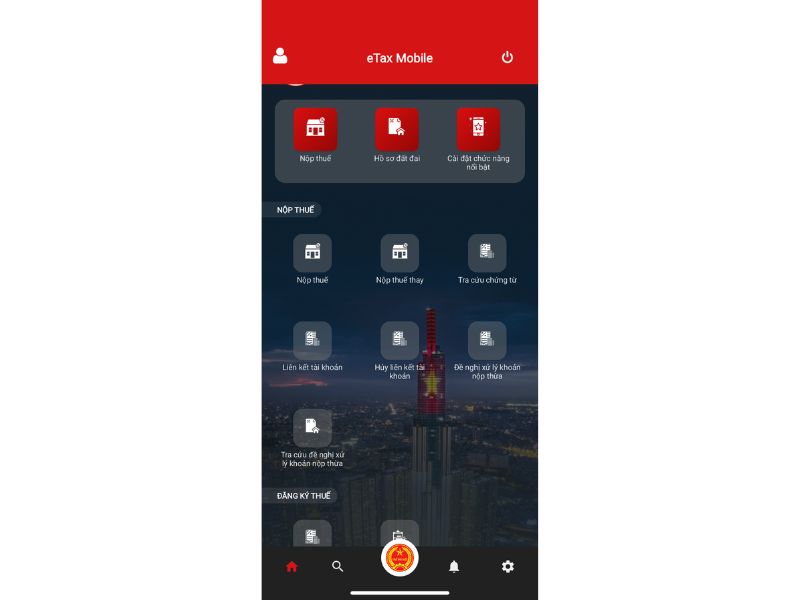 eTax Mobile
Nộp thuế
Hồ sơ đất đai
Cài đặt chức năng
nổi bật
NỘP THUẾ
Nộp thuế
Nộp thuế thay
Tra cứu chứng từ
Liên kết tài khoản
Hủy liên kết tài
khoản
Đề nghị xử lý khoản
nộp thừa
Tra cứu đề nghị xử
lý khoản nộp thừa
ĐĂNG KÝ THUẾ